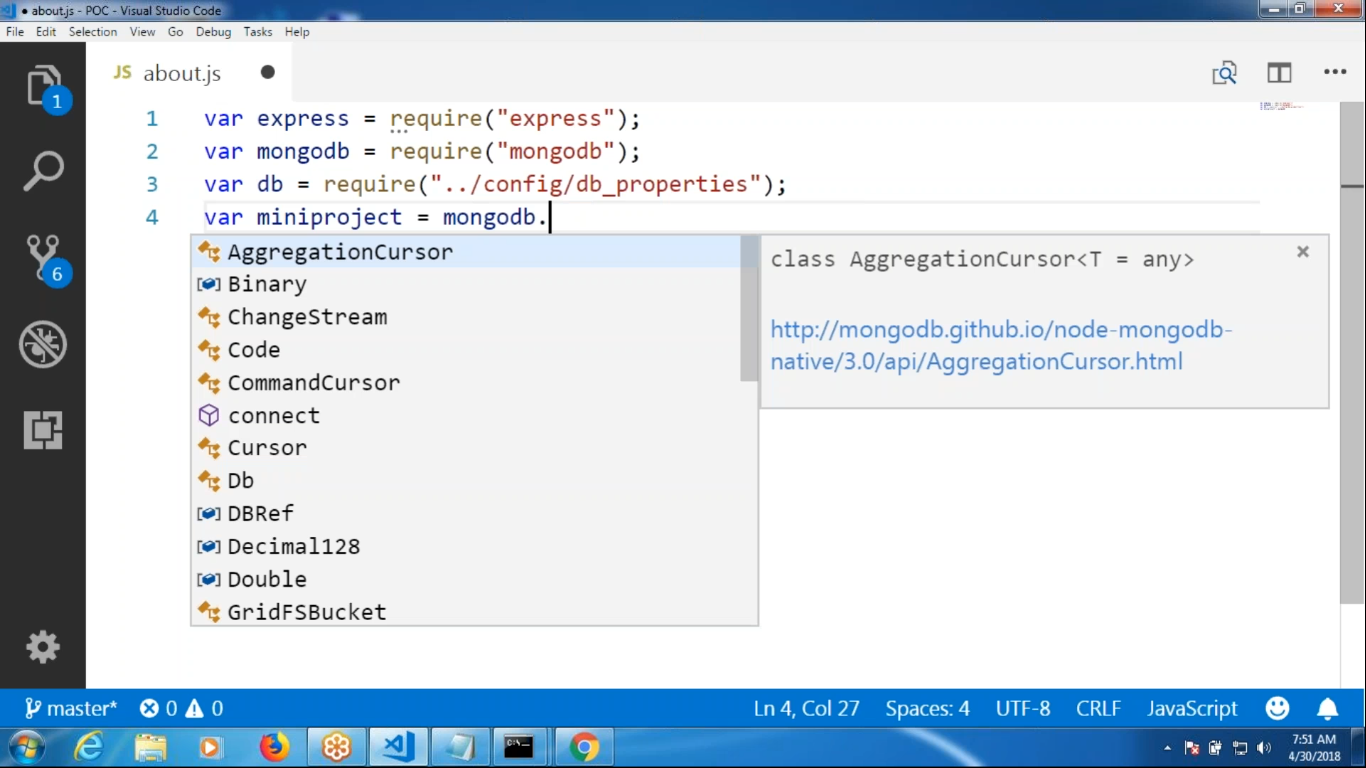 ● about.js - POC - Visual Studio Code
File Edit Selection View Go Debug Tasks Help
JS about.js ●
1 var express = require("express");
2 var mongodb = require("mongodb");
3 var db = require("../config/db_properties");
4 var miniproject = mongodb.
AggregationCursor
Binary
ChangeStream
Code
CommandCursor
connect
Cursor
Db
DBRef
Decimal128
Double
GridFSBucket
class AggregationCursor<T = any>
http://mongodb.github.io/node-mongodb-
native/3.0/api/AggregationCursor.html
1
6
master* 0 0 Ln 4, Col 27 Spaces: 4 UTF-8 CRLF JavaScript
C:\
7:51 AM
4/30/2018